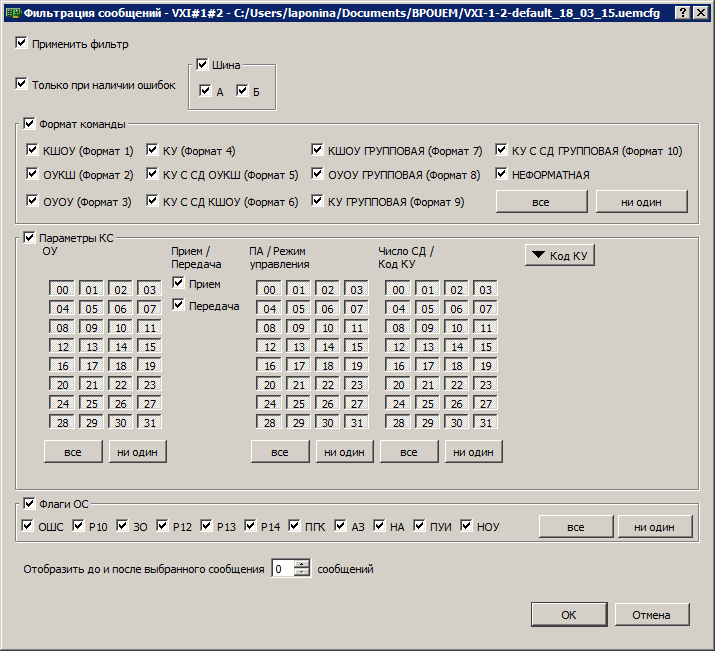 Фильтрация сообщений - VXI#1#2 - C:/Users/laponina/Documents/BPOUEM/VXI-1-2-default_18_03_15.uemcfg
Применить фильтр
Шина
Только при наличии ошибок
А Б
Формат команды
КШОУ (Формат 1) КУ (Формат 4) КШОУ ГРУППОВАЯ (Формат 7) КУ С СД ГРУППОВАЯ (Формат 10)
ОУКШ (Формат 2) КУ С СД ОУКШ (Формат 5) ОУОУ ГРУППОВАЯ (Формат 8) НЕФОРМАТНАЯ
ОУОУ (Формат 3) КУ С СД КШОУ (Формат 6) КУ ГРУППОВАЯ (Формат 9) все ни один
Параметры КС
ОУ Прием / ПА / Режим Число СД /
Передача управления Код КУ Код КУ
00 01 02 03 Прием 00 01 02 03 00 01 02 03
04 05 06 07 Передача 04 05 06 07 04 05 06 07
08 09 10 11 08 09 10 11 08 09 10 11
12 13 14 15 12 13 14 15 12 13 14 15
16 17 18 19 16 17 18 19 16 17 18 19
20 21 22 23 20 21 22 23 20 21 22 23
24 25 26 27 24 25 26 27 24 25 26 27
28 29 30 31 28 29 30 31 28 29 30 31
все ни один все ни один все ни один
Флаги ОС
ОШС Р10 ЗО Р12 Р13 Р14 ПГК АЗ НА ПУИ НОУ все ни один
Отобразить до и после выбранного сообщения 0 сообщений
ОК Отмена